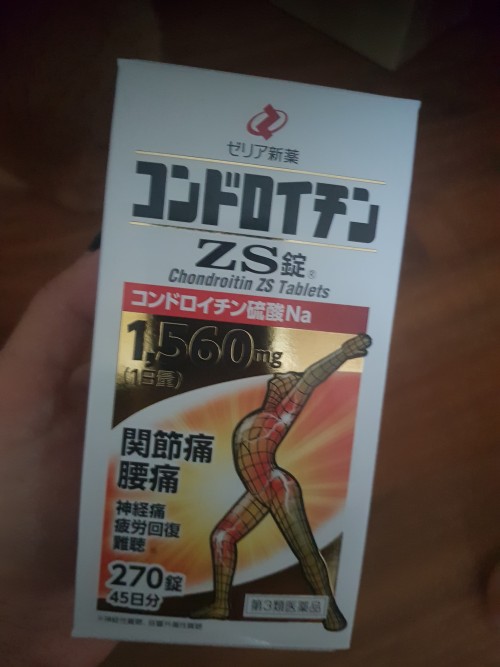 ゼリア新薬
コンドロイチン
ZS錠®
Chondroitin ZS Tablets
コンドロイチン硫酸Na
1,560mg
(1日量)
関節痛
腰痛
神経痛
疲労回復
難聴※
270錠
45日分
第3類医薬品